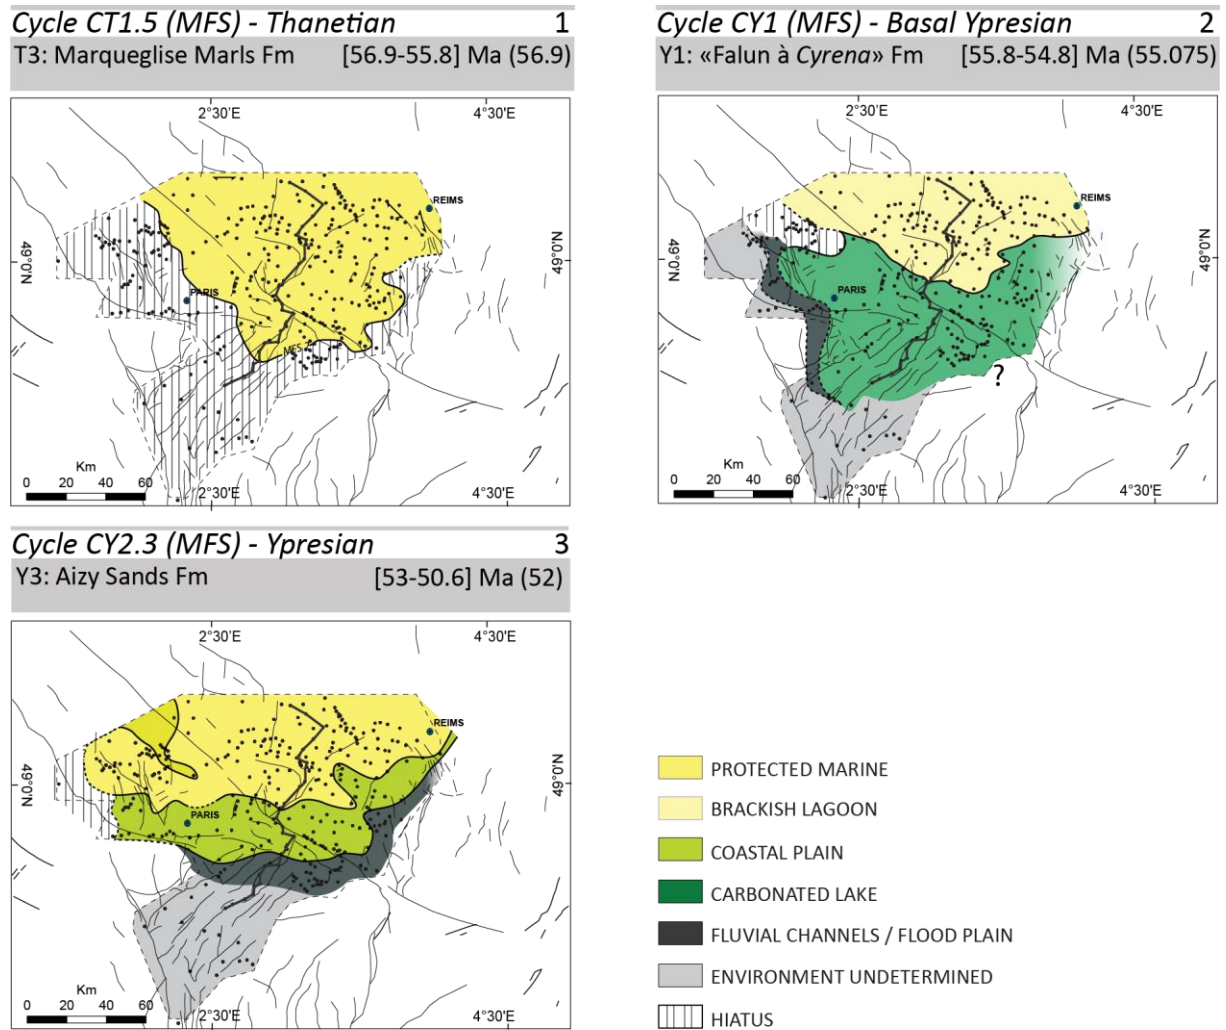 Cycle CT1.5 (MFS) - Thanetian 1
T3: Marqueglise Marls Fm [56.9-55.8] Ma (56.9)
2°30'E 4°30'E
REIMS
49°0'N 49°0'N
PARIS
MFS
Km
0 20 40 60
2°30'E 4°30'E
Cycle CY1 (MFS) - Basal Ypresian 2
Y1: «Falun à Cyrena» Fm [55.8-54.8] Ma (55.075)
2°30'E 4°30'E
REIMS
49°0'N 49°0'N
PARIS
?
Km
0 20 40 60
2°30'E 4°30'E
Cycle CY2.3 (MFS) - Ypresian 3
Y3: Aizy Sands Fm [53-50.6] Ma (52)
2°30'E 4°30'E
REIMS
49°0'N 49°0'N
PARIS
Km
0 20 40 60
2°30'E 4°30'E
PROTECTED MARINE
BRACKISH LAGOON
COASTAL PLAIN
CARBONATED LAKE
FLUVIAL CHANNELS / FLOOD PLAIN
ENVIRONMENT UNDETERMINED
HIATUS